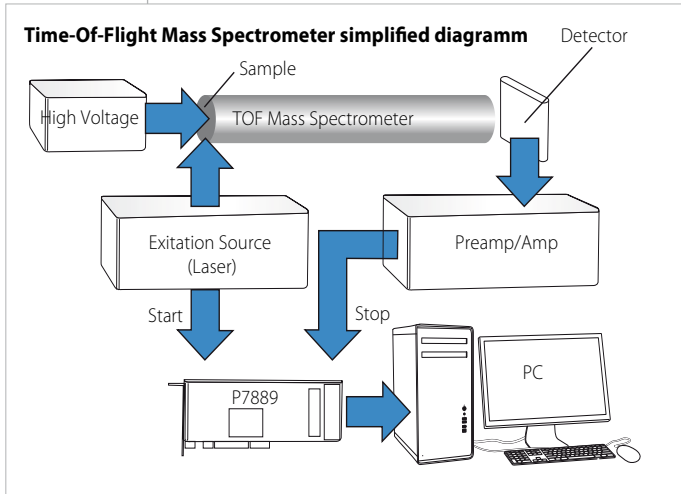 Time-Of-Flight Mass Spectrometer simplified diagramm
Detector
Sample
High Voltage
TOF Mass Spectrometer
Exitation Source
(Laser)
Preamp/Amp
Start
Stop
P7889
PC